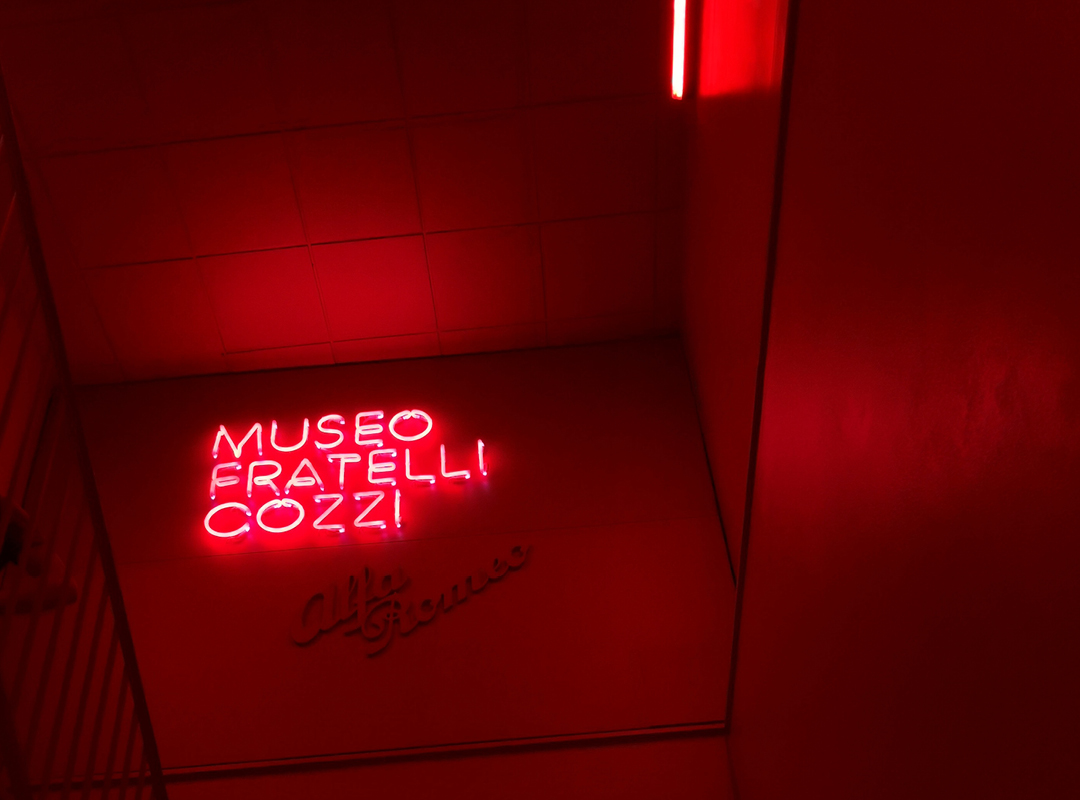 MUSEO
FRATELLI
COZZI
Alfa
Romeo